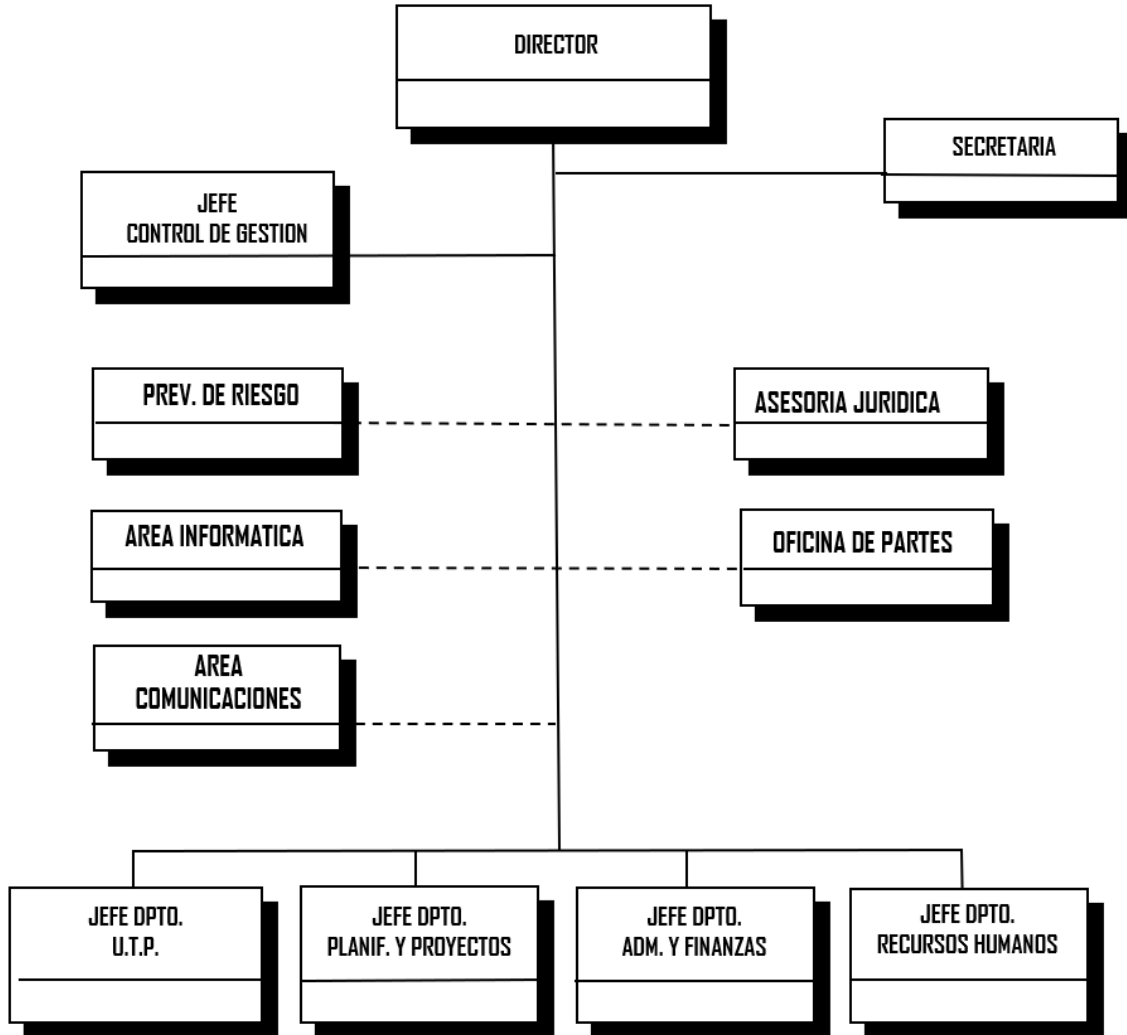 DIRECTOR
SECRETARIA
JEFE
CONTROL DE GESTION
PREV. DE RIESGO
ASESORIA JURIDICA
AREA INFORMATICA
OFICINA DE PARTES
AREA
COMUNICACIONES
JEFE DPTO.
U.T.P.
JEFE DPTO.
PLANIF. Y PROYECTOS
JEFE DPTO.
ADM. Y FINANZAS
JEFE DPTO.
RECURSOS HUMANOS